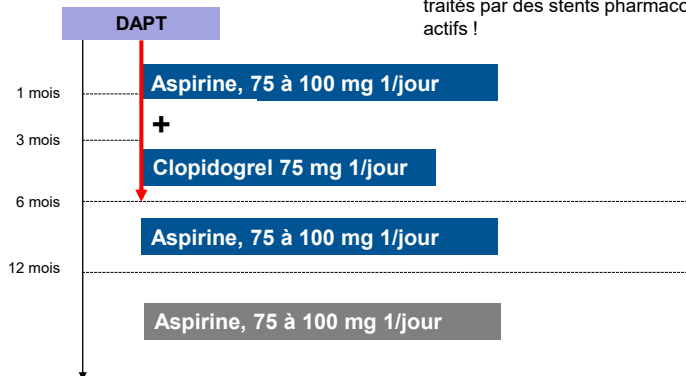 traités par des stents
actifs !
DAPT
Aspirine, 75 à 100 mg 1/jour
1 mois
+
3 mois
Clopidogrel 75 mg 1/jour
6 mois
Aspirine, 75 à 100 mg 1/jour
12 mois
Aspirine, 75 à 100 mg 1/jour